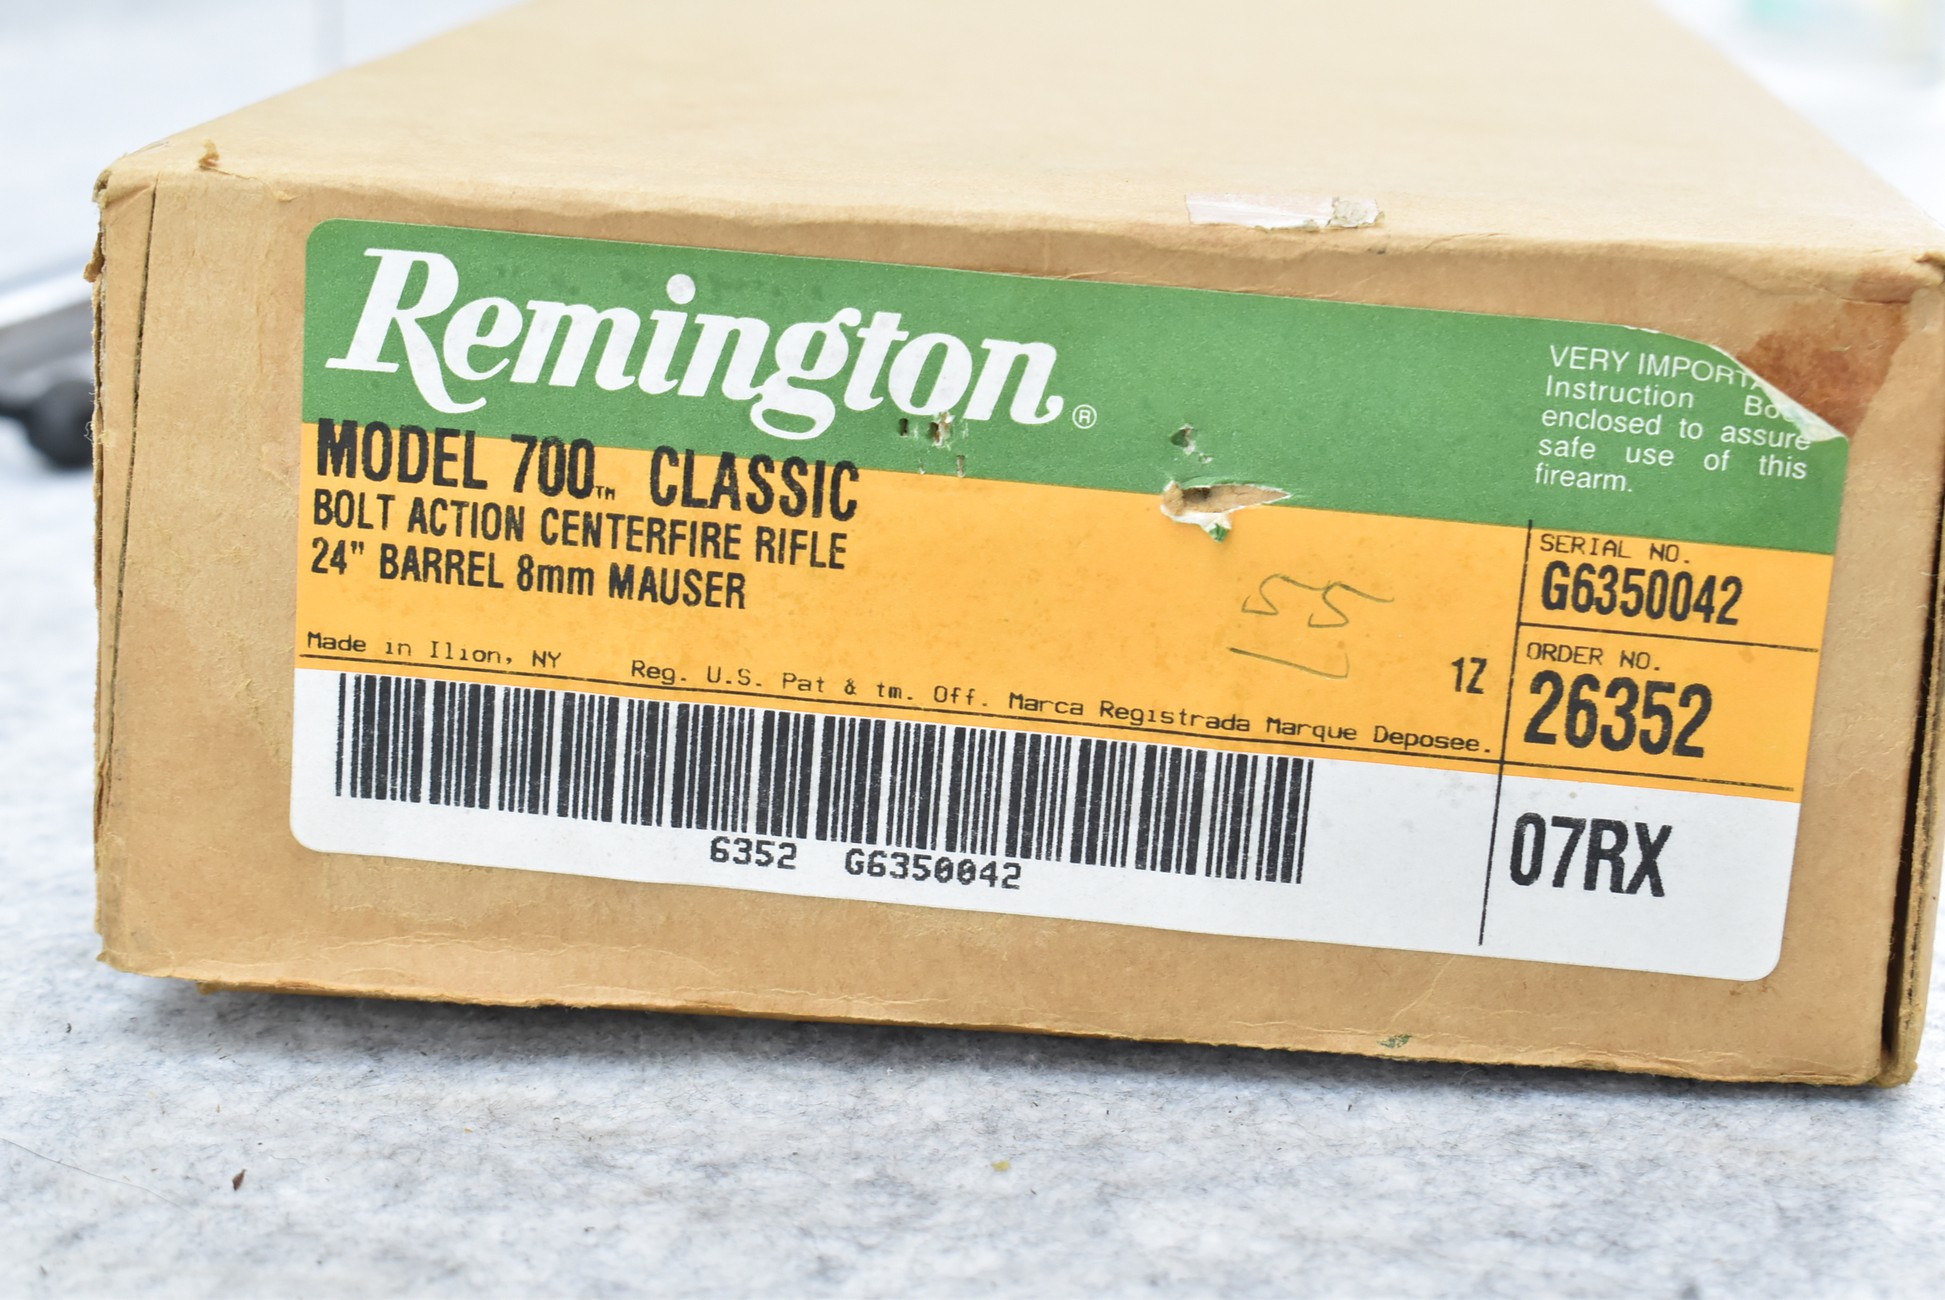 Remington®
VERY IMPORTA
Instruction Bo
enclosed to assure
safe use of this
firearm.
MODEL 700™ CLASSIC
BOLT ACTION CENTERFIRE RIFLE
24" BARREL 8mm MAUSER
SERIAL NO.
G6350042
ORDER NO.
26352
1Z
Made in Ilion, NY Reg. U.S. Pat & tm. Off. Marca Registrada Marque Deposee.
6352 G6350042
07RX